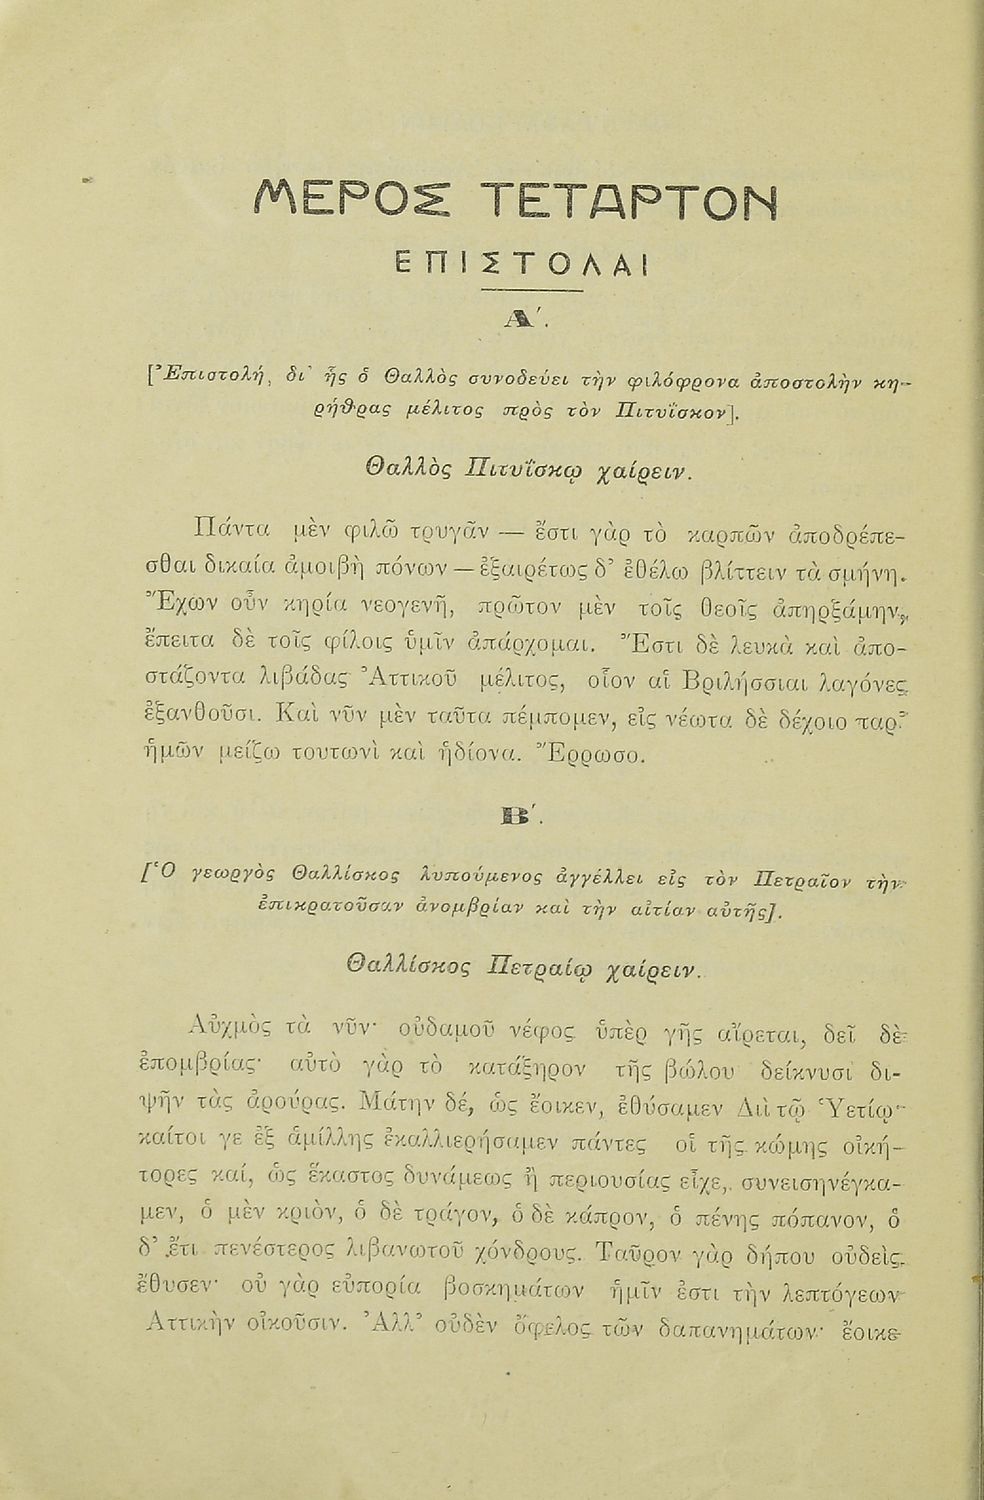 ΜΕΡΟΣ ΤΕΤΑΡΤΟΝ
ΕΠΙΣΤΟΛΑΙ
Α΄.
[Ἐπιστολή, δι' ἧς ὁ Θαλλὸς συνοδεύει τὴν φιλόφρονα ἀποστολὴν κη-
ρήθρας μέλιτος πρὸς τὸν Πιτυΐσκον].
Θαλλὸς Πιτυΐσκῳ χαίρειν.
Πάντα μὲν φιλῶ τρυγᾶν — ἔστι γὰρ τὸ καρπῶν ἀποδρέπε-
σθαι δικαία ἀμοιβὴ πόνων — ἐξαιρέτως δ' ἐθέλω βλίττειν τὰ σμήνη.
Ἔχων οὖν κηρία νεογενῆ, πρῶτον μὲν τοῖς θεοῖς ἀπηρξάμην,
ἔπειτα δὲ τοῖς φίλοις ὑμῖν ἀπάρχομαι. Ἔστι δὲ λευκὰ καὶ ἀπο-
στάζοντα λιβάδας Ἀττικοῦ μέλιτος, οἷον αἱ Βριλήσσιαι λαγόνες
ἐξανθοῦσι. Καὶ νῦν μὲν ταῦτα πέμπομεν, εἰς νέωτα δὲ δέχοιο παρ'
ἡμῶν μείζω τουτωνὶ καὶ ἡδίονα. Ἔρρωσο.
Β΄.
[Ὁ γεωργὸς Θαλλίσκος λυπούμενος ἀγγέλλει εἰς τὸν Πετραῖον τὴν
ἐπικρατοῦσαν ἀνομβρίαν καὶ τὴν αἰτίαν αὐτῆς].
Θαλλίσκος Πετραίῳ χαίρειν.
Αὐχμὸς τὰ νῦν· οὐδαμοῦ νέφος ὑπὲρ γῆς αἴρεται, δεῖ δὲ
ἐπομβρίας· αὐτὸ γὰρ τὸ κατάξηρον τῆς βώλου δείκνυσι δι-
ψῆν τὰς ἀρούρας. Μάτην δέ, ὡς ἔοικεν, ἐθύσαμεν Διὶ τῷ Ὑετίῳ·
καίτοι γε ἐξ ἁμίλλης ἐκαλλιερήσαμεν πάντες οἱ τῆς κώμης οἰκή-
τορες καί, ὡς ἕκαστος δυνάμεως ἢ περιουσίας εἶχε, συνεισηνέγκα-
μεν, ὁ μὲν κριὸν, ὁ δὲ τράγον, ὁ δὲ κάπρον, ὁ πένης πόπανον, ὁ
δ' ἔτι πενέστερος λιβανωτοῦ χόνδρους. Ταῦρον γὰρ δήπου οὐδεὶς
ἔθυσεν· οὐ γὰρ εὐπορία βοσκημάτων ἡμῖν ἐστι τὴν λεπτόγεων
Ἀττικὴν οἰκοῦσιν. Ἀλλ' οὐδὲν ὄφελος τῶν δαπανημάτων· ἔοικε